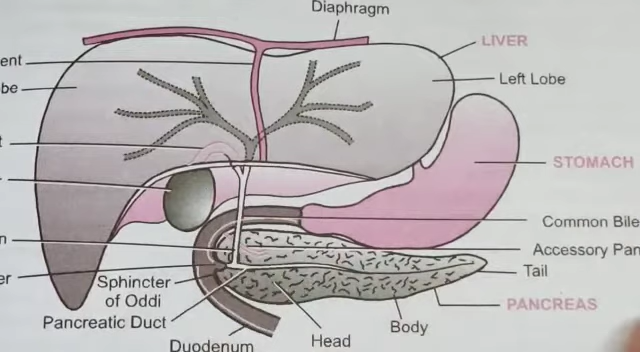 Diaphragm
LIVER
ent
Left Lobe
be
t
STOMACH
r
Common Bile
n
Accessory Pan
Tail
er
Sphincter
of Oddi
PANCREAS
Pancreatic Duct
Body
Head
Duodenum